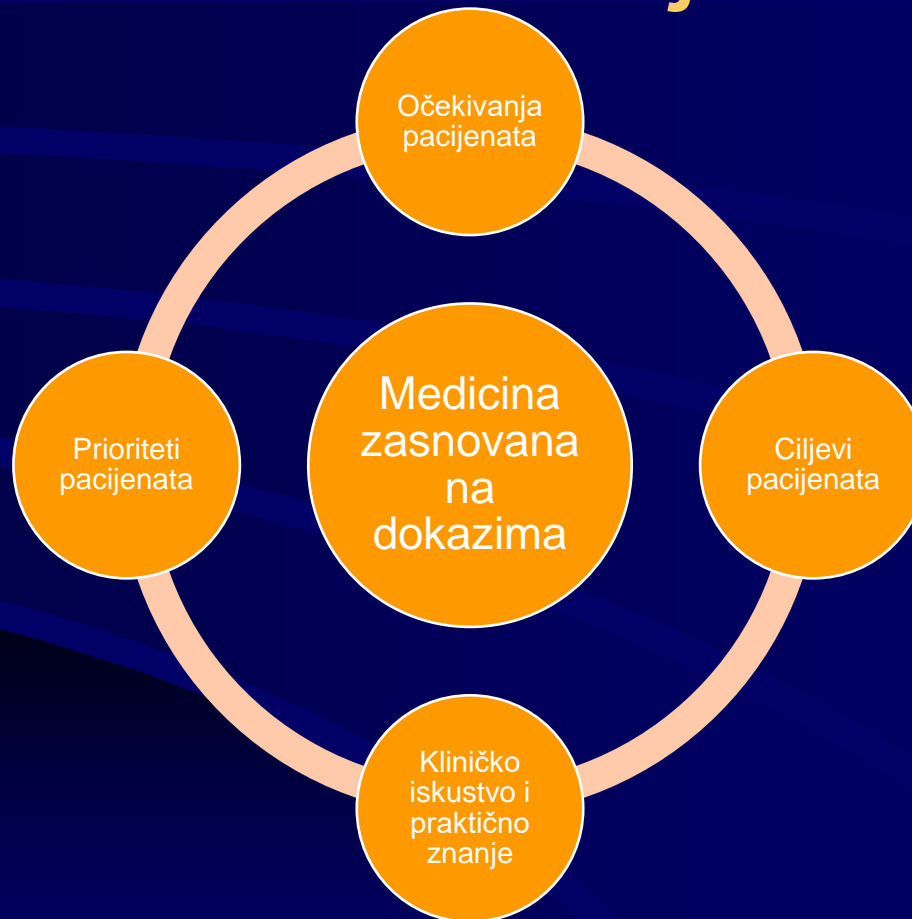 Očekivanja
pacijenata
Medicina
zasnovana
na
dokazima
Prioriteti
pacijenata
Ciljevi
pacijenata
Kliničko
iskustvo i
praktično
znanje